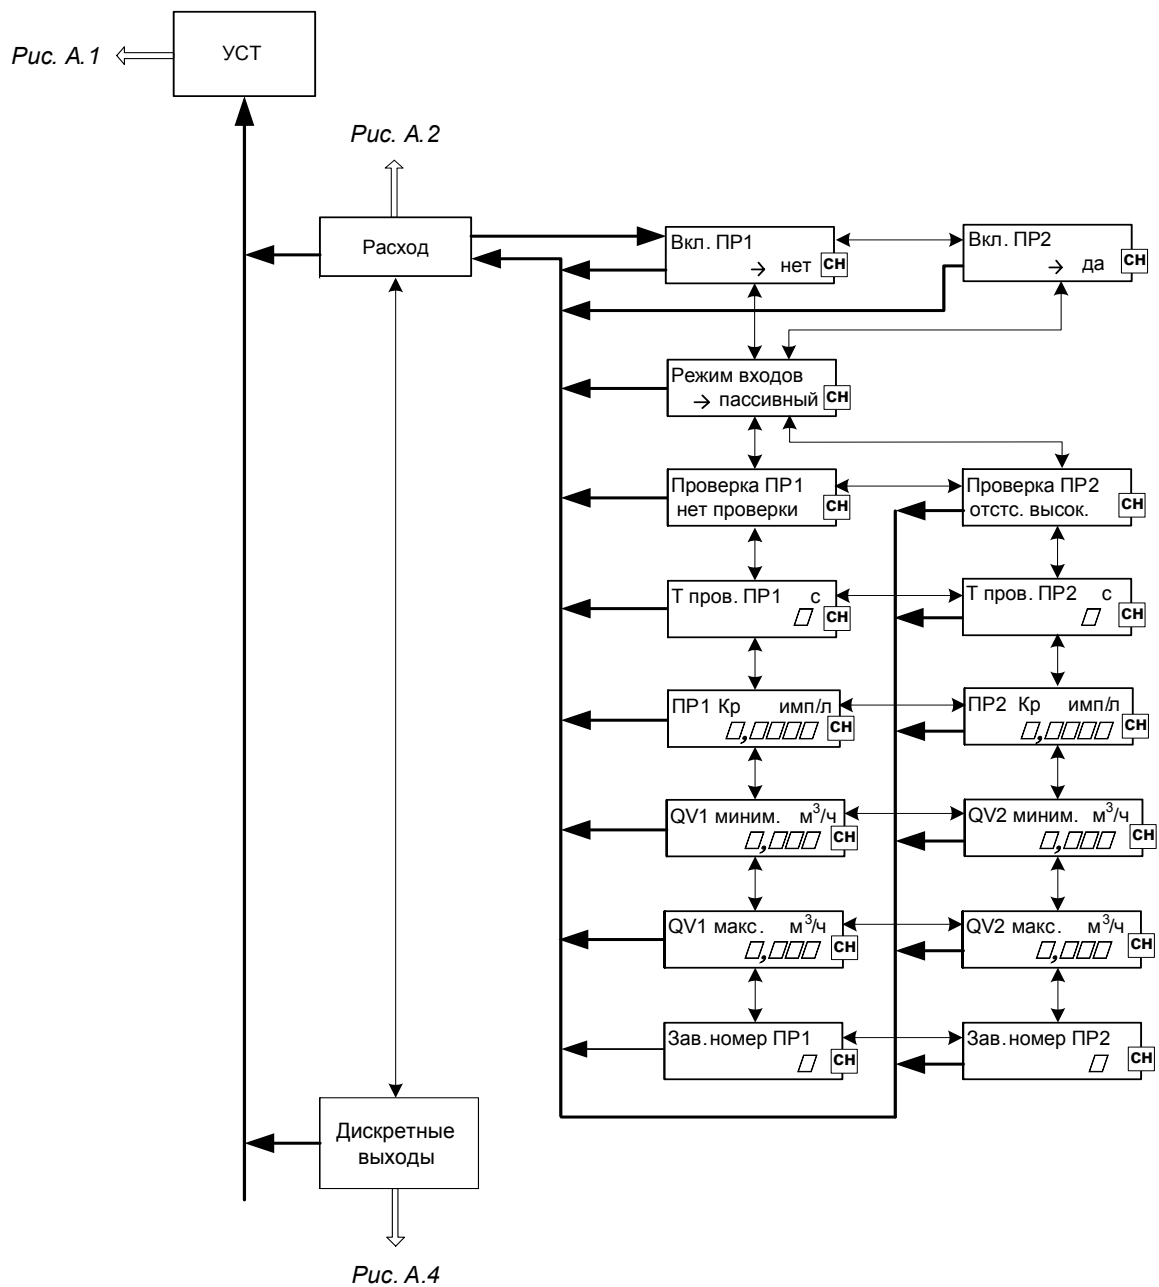 УСТ
Рис. А.1
Рис. А.2
Расход
Вкл. ПР1
→ нет
СН
Вкл. ПР2
→ да
СН
Режим входов
→ пассивный
СН
Проверка ПР1
нет проверки
СН
Проверка ПР2
отстс. высок.
СН
Т пров. ПР1 с
СН
Т пров. ПР2 с
СН
ПР1 Кр имп/л
СН
ПР2 Кр имп/л
СН
QV1 миним. м³/ч
СН
QV2 миним. м³/ч
СН
QV1 макс. м³/ч
СН
QV2 макс. м³/ч
СН
Зав.номер ПР1
СН
Зав.номер ПР2
СН
Дискретные
выходы
Рис. А.4